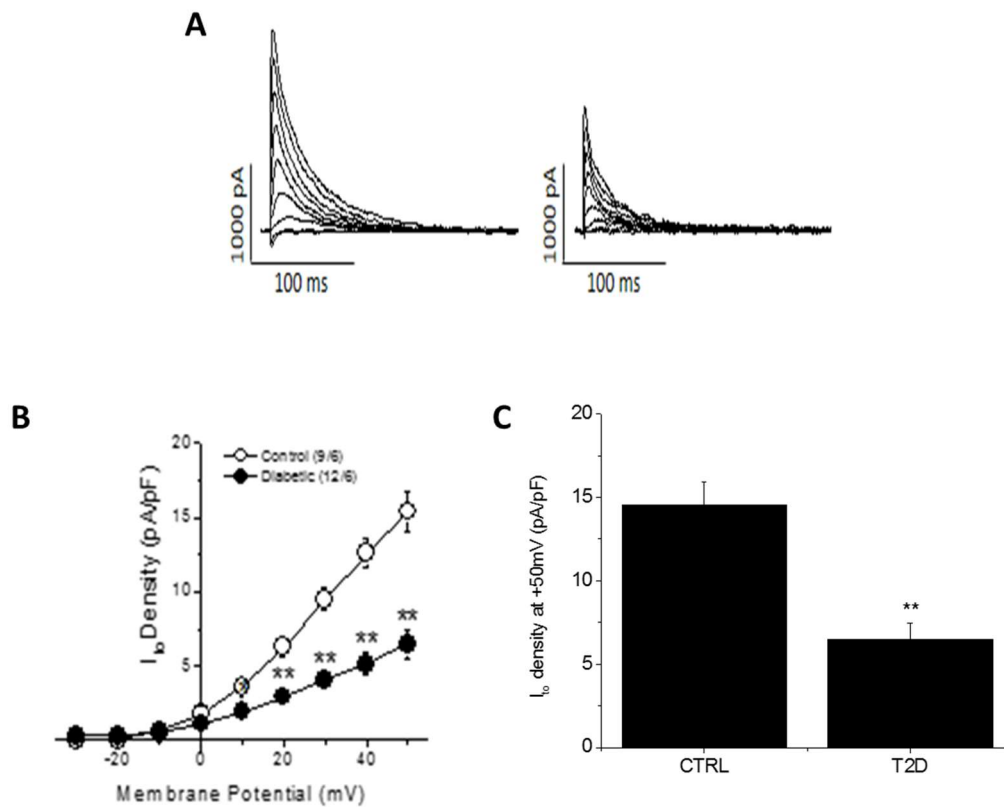 A
1000 pA
100 ms
1000 pA
100 ms
B
I to Density (pA/pF)
20
15
10
5
Control (9/6)
Diabetic (12/6)
**
**
**
**
-20
0
20
40
Membrane Potential (mV)
C
I to density at +50mV (pA/pF)
20
15
10
5
0
**
CTRL
T2D